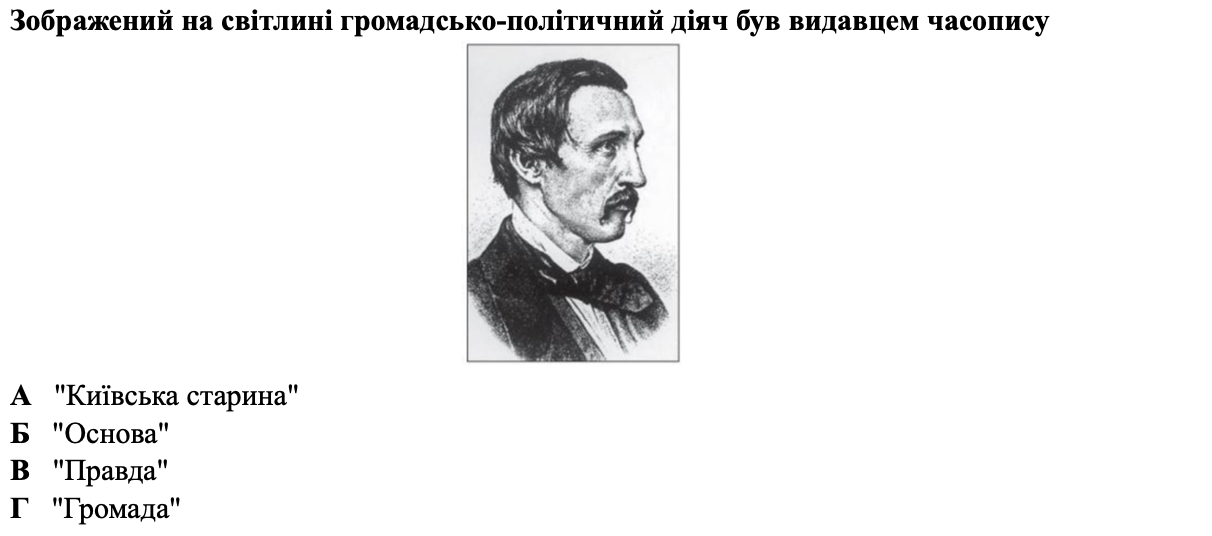 Зображений на світлині громадсько-політичний діяч був видавцем часопису
А "Київська старина"
Б "Основа"
В "Правда"
Г "Громада"